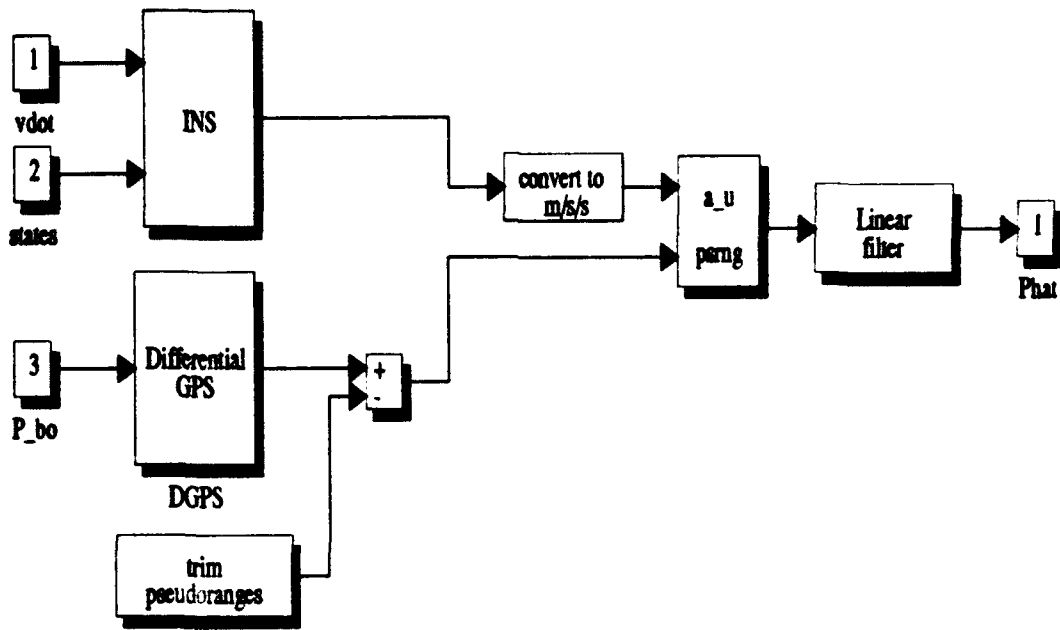 1
vdot
2
states
INS
convert to
m/s/s
a_u
psrng
Linear
filter
1
Phat
3
P_bo
Differential
GPS
DGPS
+
-
trim
pseudoranges